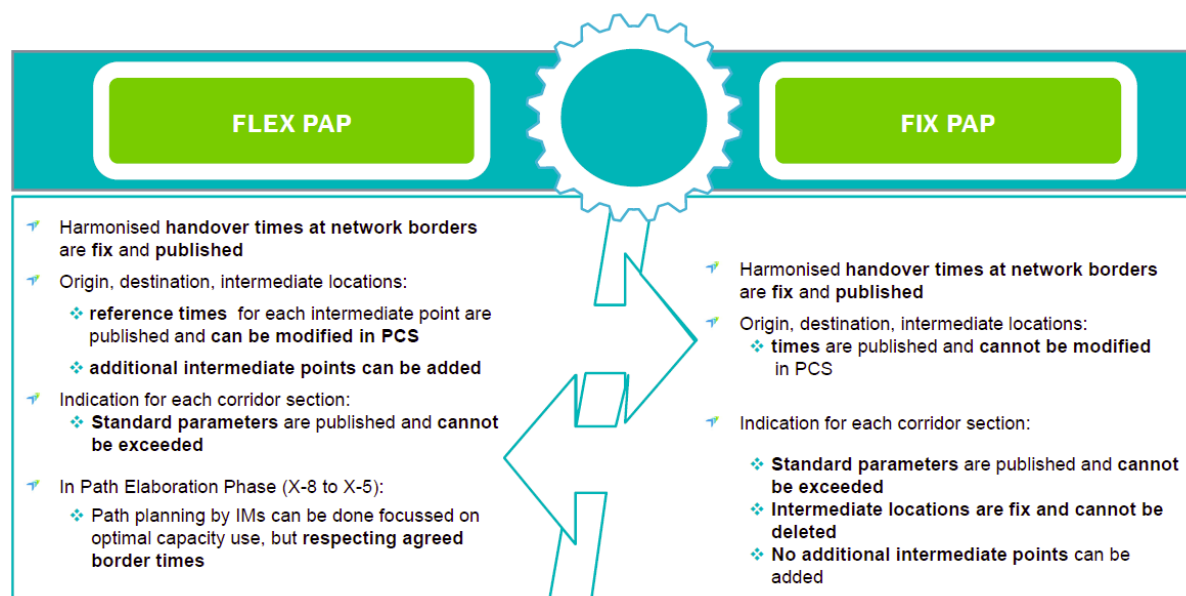 FLEX PAP
FIX PAP
Harmonised handover times at network borders
are fix and published
Origin, destination, intermediate locations:
reference times for each intermediate point are
published and can be modified in PCS
additional intermediate points can be added
Indication for each corridor section:
Standard parameters are published and cannot
be exceeded
In Path Elaboration Phase (X-8 to X-5):
Path planning by IMs can be done focussed on
optimal capacity use, but respecting agreed
border times
Harmonised handover times at network borders
are fix and published
Origin, destination, intermediate locations:
times are published and cannot be modified
in PCS
Indication for each corridor section:
Standard parameters are published and cannot
be exceeded
Intermediate locations are fix and cannot be
deleted
No additional intermediate points can be
added